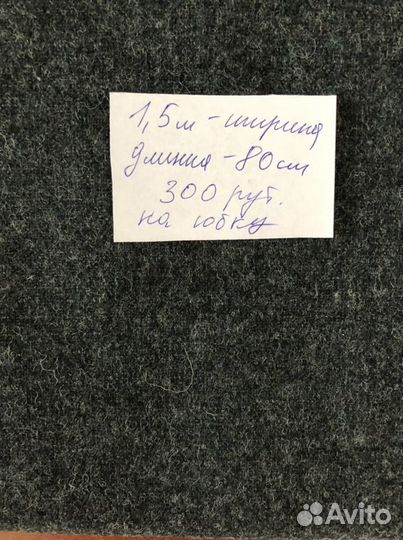 1,5м - ширина
длина - 80см
300 руб.
на юбку
Avito